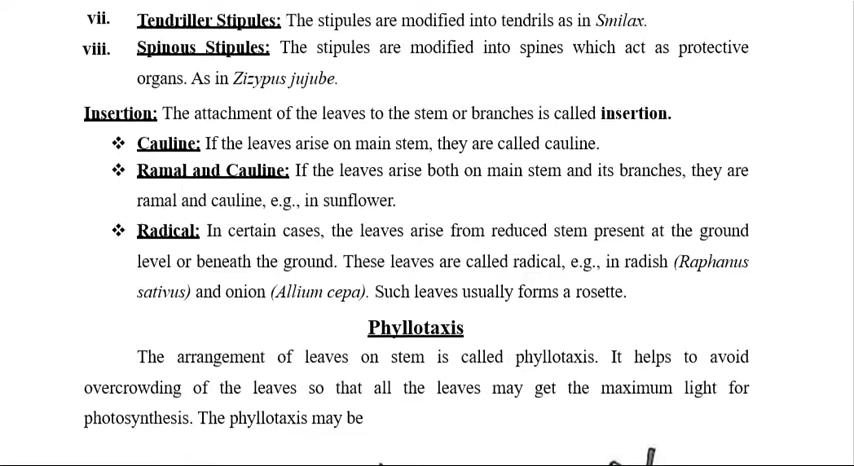 vii. Tendriller Stipules: The stipules are modified into tendrils as in Smilax.
viii. Spinous Stipules: The stipules are modified into spines which act as protective
organs. As in Zizypus jujube.
Insertion: The attachment of the leaves to the stem or branches is called insertion.
❖ Cauline: If the leaves arise on main stem, they are called cauline.
❖ Ramal and Cauline: If the leaves arise both on main stem and its branches, they are
ramal and cauline, e.g., in sunflower.
❖ Radical: In certain cases, the leaves arise from reduced stem present at the ground
level or beneath the ground. These leaves are called radical, e.g., in radish (Raphanus
sativus) and onion (Allium cepa). Such leaves usually forms a rosette.
Phyllotaxis
The arrangement of leaves on stem is called phyllotaxis. It helps to avoid
overcrowding of the leaves so that all the leaves may get the maximum light for
photosynthesis. The phyllotaxis may be